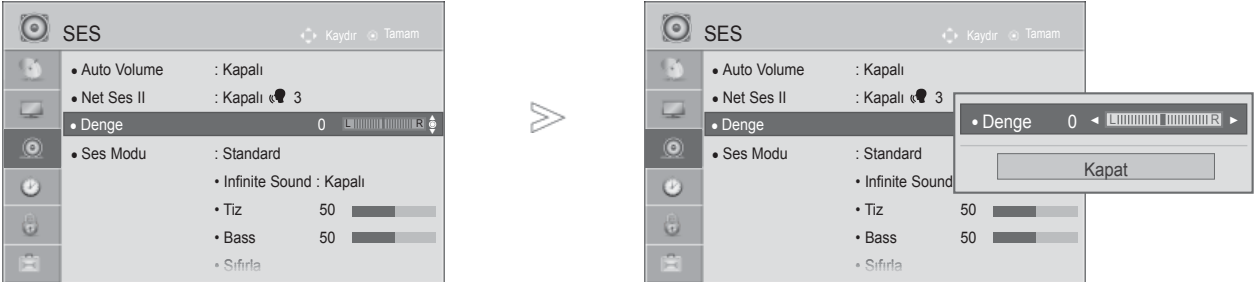 SES Kaydır Tamam
• Auto Volume : Kapalı
• Net Ses II : Kapalı 3
• Denge 0 L R
• Ses Modu : Standard
• Infinite Sound : Kapalı
• Tiz 50
• Bass 50
• Sıfırla
SES Kaydır Tamam
• Auto Volume : Kapalı
• Net Ses II : Kapalı 3
• Denge
• Ses Modu : Standard
• Infinite Sound
• Tiz 50
• Bass 50
• Sıfırla
• Denge 0 ◄ L R ►
Kapat